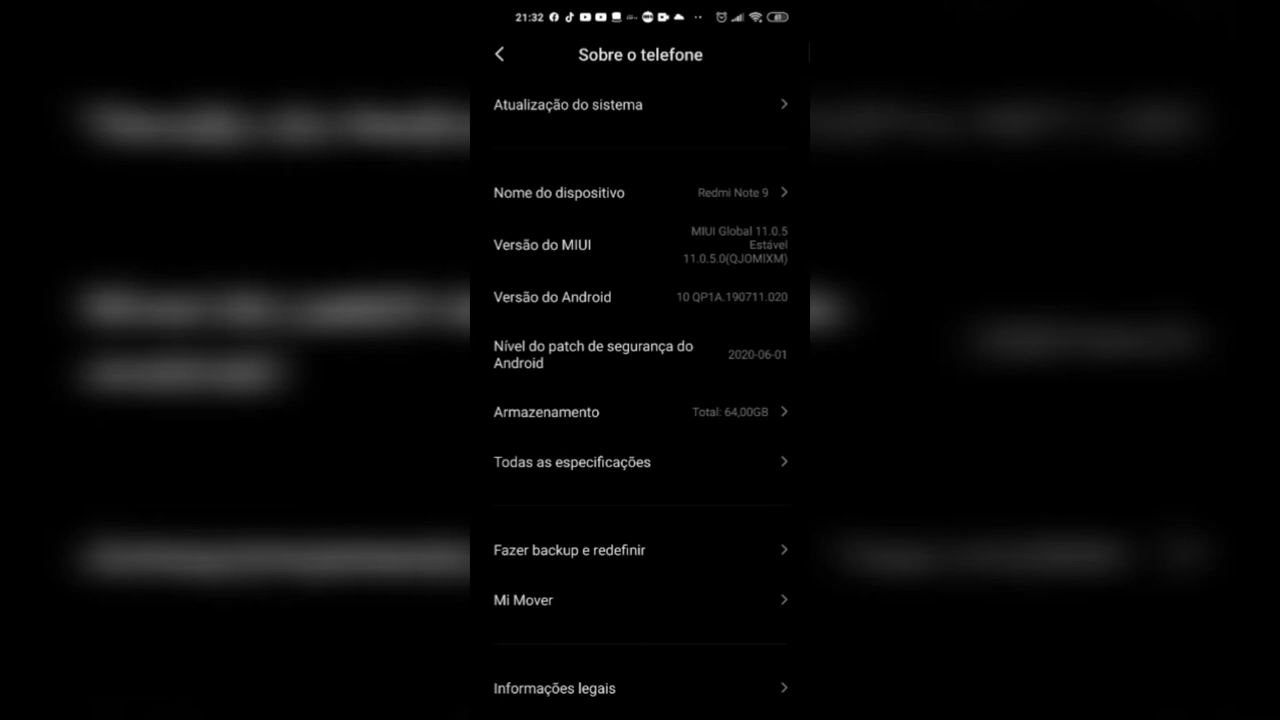 21:32
Sobre o telefone
Atualização do sistema
Nome do dispositivo Redmi Note 9
MIUI Global 11.0.5
Versão do MIUI Estável
11.0.5.0(QJOMIXM)
Versão do Android 10 QP1A.190711.020
Nível do patch de segurança do
Android 2020-06-01
Armazenamento Total: 64,00GB
Todas as especificações
Fazer backup e redefinir
Mi Mover
Informações legais